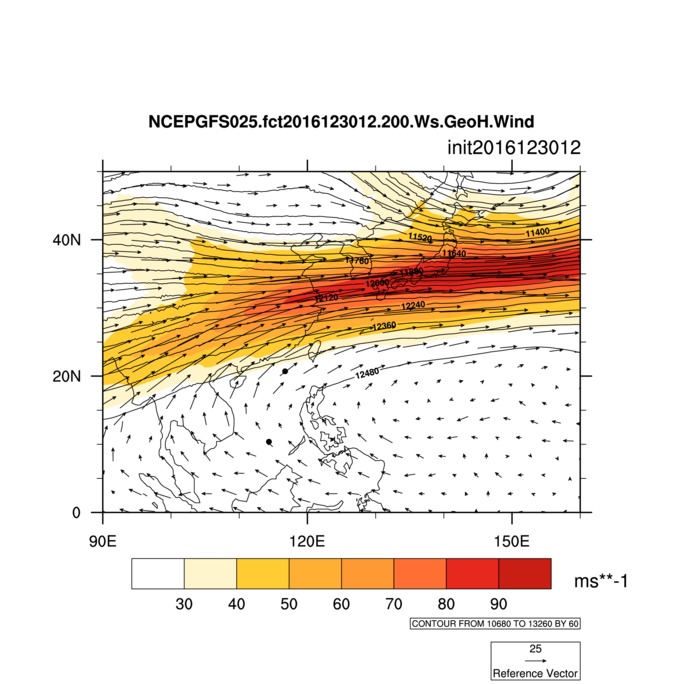 NCEPGFS025.fct2016123012.200.Ws.GeoH.Wind
init2016123012
40N
20N
0
11520
11400
11640
11760
11880
12000
12120
12240
12360
12480
90E 120E 150E
30 40 50 60 70 80 90
ms**-1
CONTOUR FROM 10680 TO 13260 BY 60
25
Reference Vector